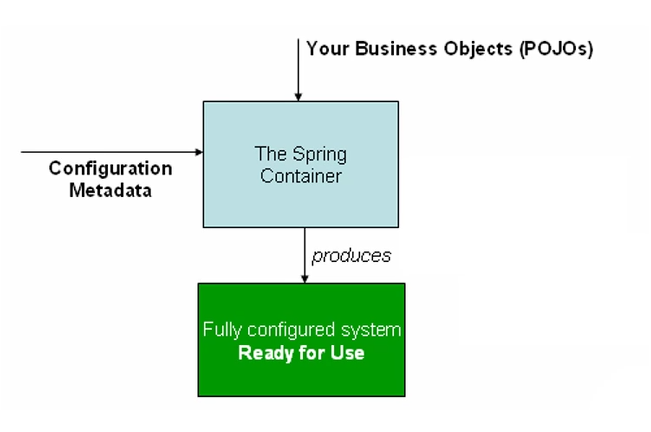 Your Business Objects (POJOs)
The Spring
Container
Configuration
Metadata
produces
Fully configured system
Ready for Use